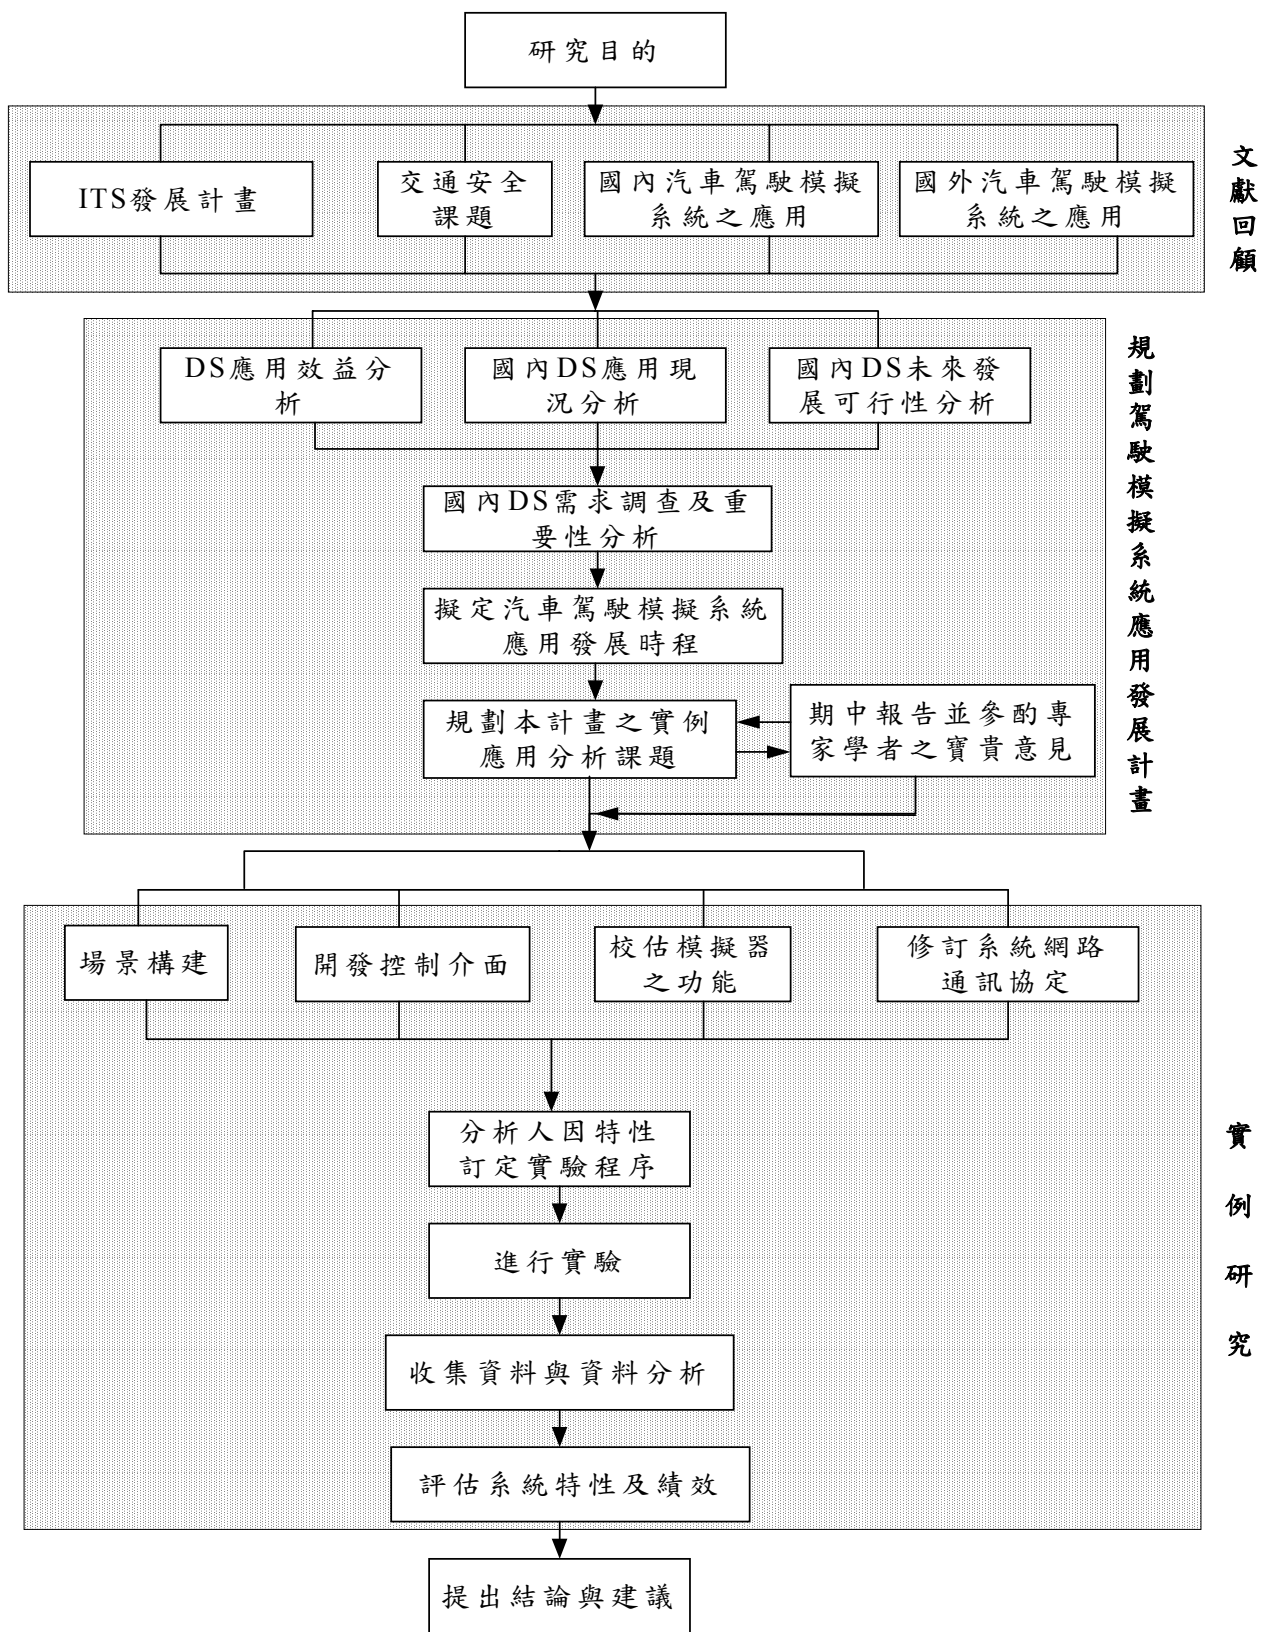 研究目的
ITS發展計畫
交通安全
課題
國內汽車駕駛模擬
系統之應用
國外汽車駕駛模擬
系統之應用
文獻回顧
DS應用效益分
析
國內DS應用現
況分析
國內DS未來發
展可行性分析
國內DS需求調查及重
要性分析
擬定汽車駕駛模擬系統
應用發展時程
規劃本計畫之實例
應用分析課題
期中報告並參酌專
家學者之寶貴意見
規劃駕駛模擬系統應用發展計畫
場景構建
開發控制介面
校估模擬器
之功能
修訂系統網路
通訊協定
分析人因特性
訂定實驗程序
進行實驗
收集資料與資料分析
評估系統特性及績效
實例研究
提出結論與建議